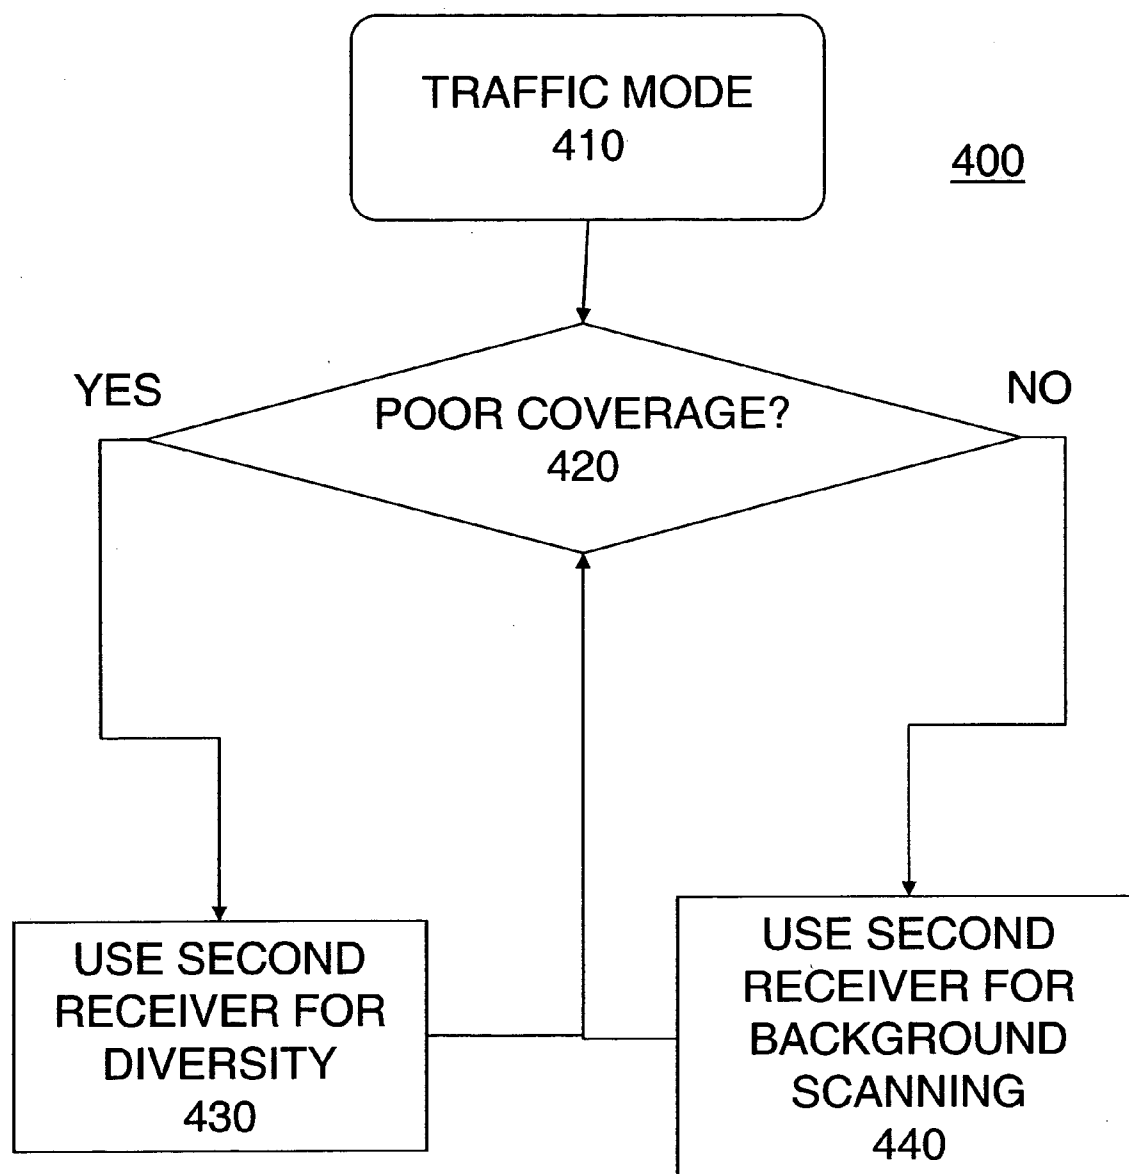 TRAFFIC MODE
410
400
YES
POOR COVERAGE?
420
NO
USE SECOND
RECEIVER FOR
DIVERSITY
430
USE SECOND
RECEIVER FOR
BACKGROUND
SCANNING
440